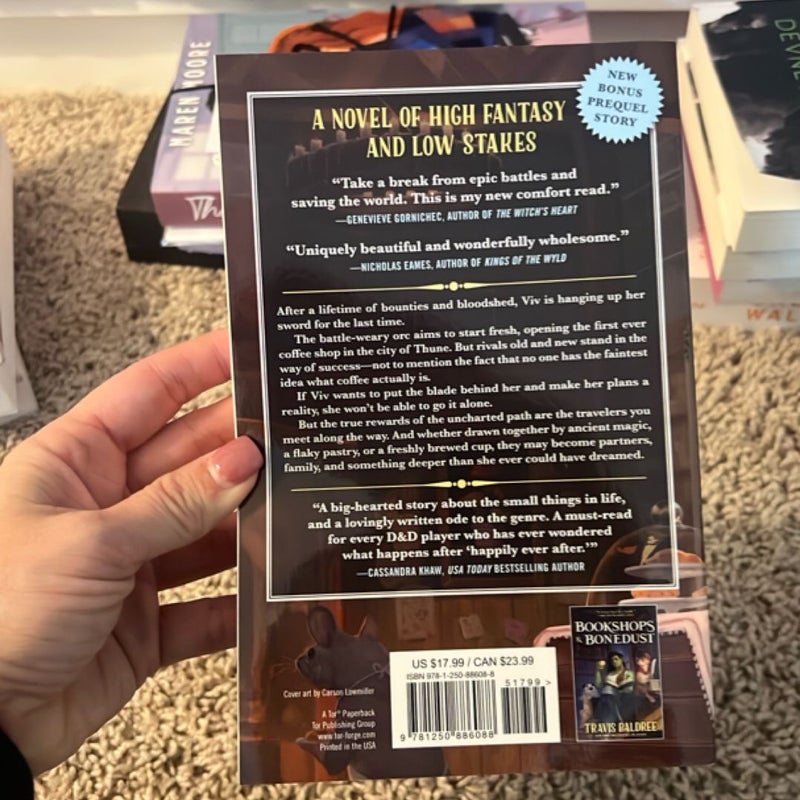 MAREN MOORE
Th
DEVNE
WAL
NEW
BONUS
PREQUEL
STORY
A NOVEL OF HIGH FANTASY
AND LOW STAKES
“Take a break from epic battles and
saving the world. This is my new comfort read.”
—GENEVIEVE GORNICHEC, AUTHOR OF THE WITCH'S HEART
“Uniquely beautiful and wonderfully wholesome.”
—NICHOLAS EAMES, AUTHOR OF KINGS OF THE WYLD
After a lifetime of bounties and bloodshed, Viv is hanging up her
sword for the last time.
The battle-weary orc aims to start fresh, opening the first ever
coffee shop in the city of Thune. But rivals old and new stand in the
way of success—not to mention the fact that no one has the faintest
idea what coffee actually is.
If Viv wants to put the blade behind her and make her plans a
reality, she won't be able to go it alone.
But the true rewards of the uncharted path are the travelers you
meet along the way. And whether drawn together by ancient magic,
a flaky pastry, or a freshly brewed cup, they may become partners,
family, and something deeper than she ever could have dreamed.
“A big-hearted story about the small things in life,
and a lovingly written ode to the genre. A must-read
for every D&D player who has ever wondered
what happens after ‘happily ever after.’”
—CASSANDRA KHAW, USA TODAY BESTSELLING AUTHOR
Cover art by Carson Lowmiller
A Tor® Paperback
Tor Publishing Group
www.tor-forge.com
Printed in the USA
US $17.99 / CAN $23.99
ISBN 978-1-250-88608-8
51799 >
9 781250 886088
BOOKSHOPS
& BONEDUST
TRAVIS BALDREE